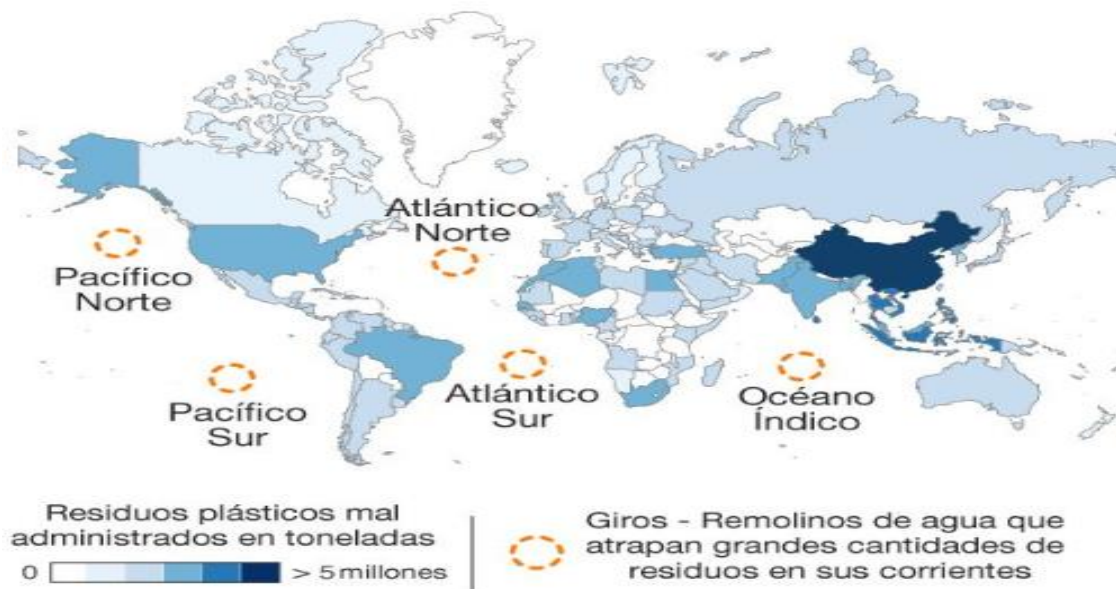 Atlántico
Norte
Pacífico
Norte
Pacífico
Sur
Atlántico
Sur
Océano
Índico
Residuos plásticos mal
administrados en toneladas
0 > 5 millones
Giros - Remolinos de agua que
atrapan grandes cantidades de
residuos en sus corrientes